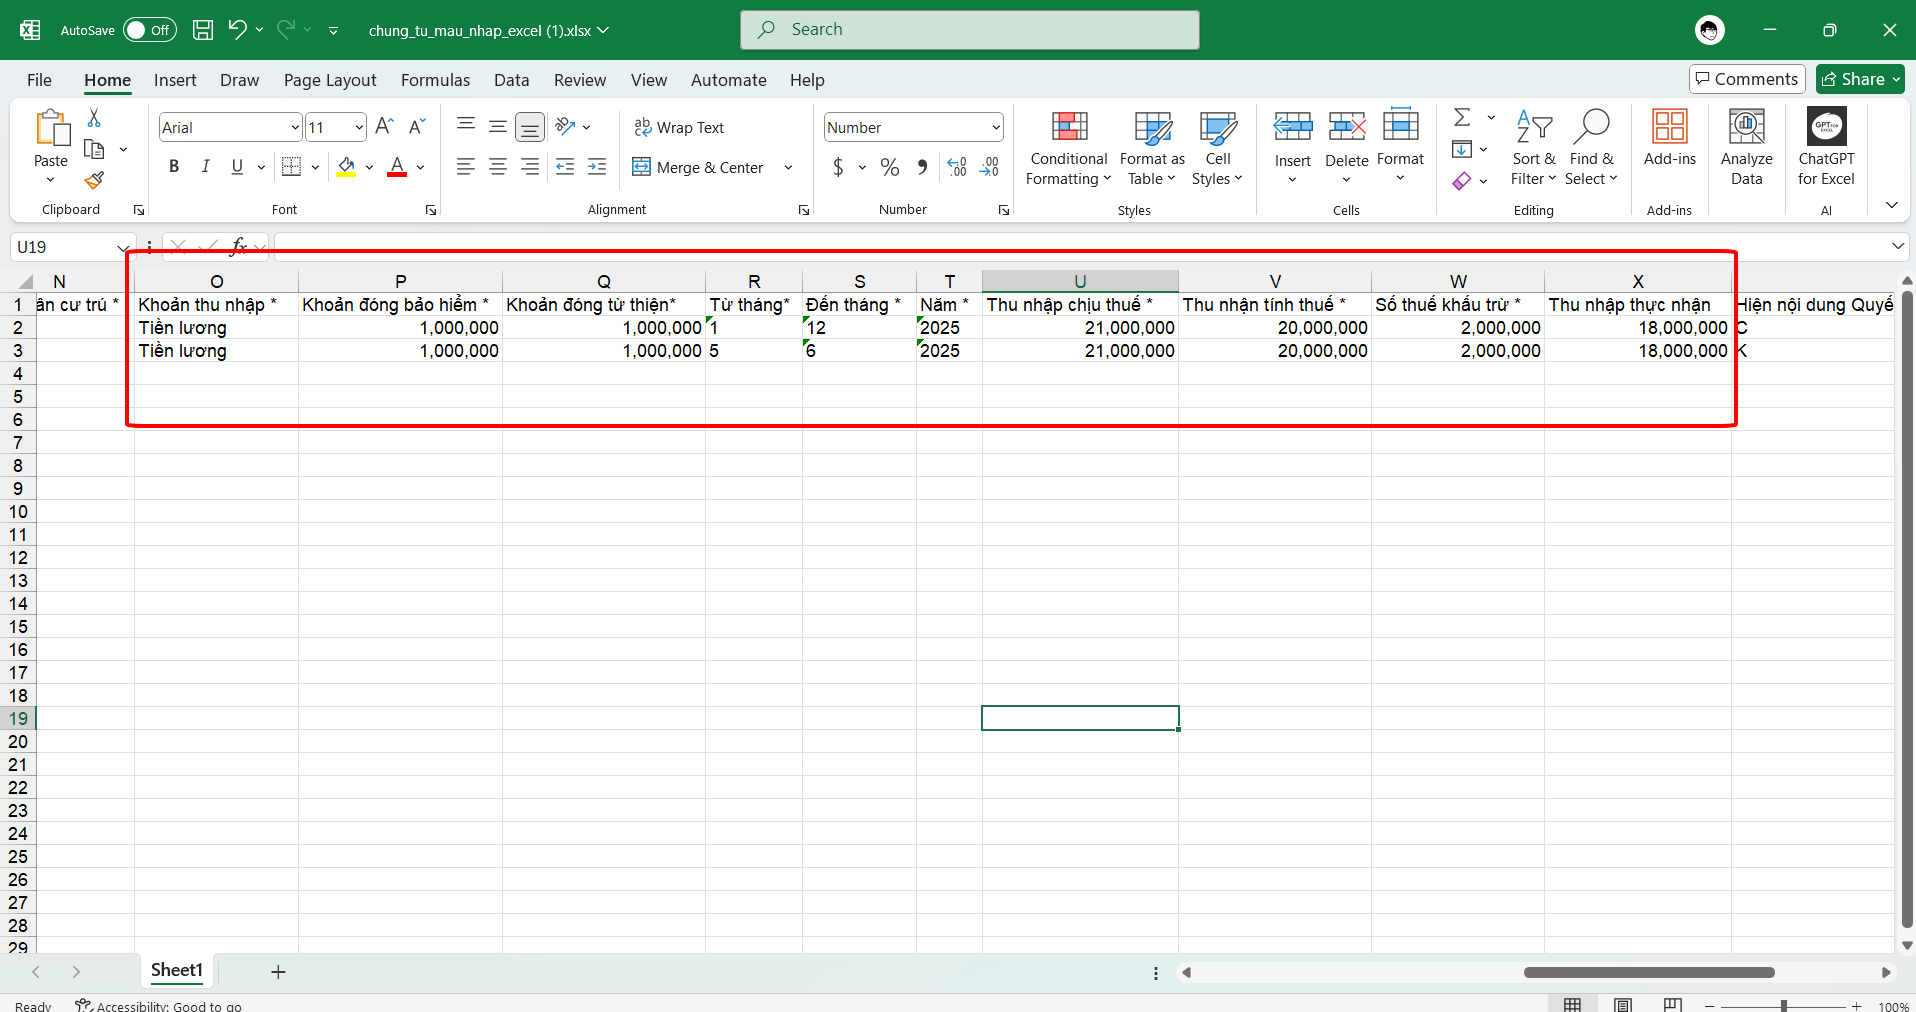 AutoSave Off chung_tu_mau_nhap_excel (1).xlsx Search
File Home Insert Draw Page Layout Formulas Data Review View Automate Help Comments Share
Arial 11 Wrap Text Number
Paste B I U Merge & Center $ % Conditional Formatting Format as Table Cell Styles Insert Delete Format Sort & Filter Find & Select Add-ins Analyze Data ChatGPT for Excel
Clipboard Font Alignment Number Styles Cells Editing Add-ins AI
U19 fx
N O P Q R S T U V W X
1 ân cư trú * Khoản thu nhập * Khoản đóng bảo hiểm * Khoản đóng từ thiện* Từ tháng* Đến tháng * Năm * Thu nhập chịu thuế * Thu nhận tính thuế * Số thuế khấu trừ * Thu nhập thực nhận Hiện nội dung Quyế
2 Tiền lương 1,000,000 1,000,000 1 12 2025 21,000,000 20,000,000 2,000,000 18,000,000 C
3 Tiền lương 1,000,000 1,000,000 5 6 2025 21,000,000 20,000,000 2,000,000 18,000,000 K
4
5
6
7
8
9
10
11
12
13
14
15
16
17
18
19
20
21
22
23
24
25
26
27
28
29
Sheet1
Ready Accessibility: Good to go 100%